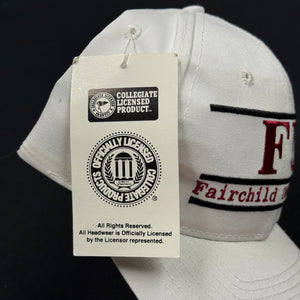 COLLEGIATE
LICENSED
PRODUCT™
OFFICIALLY LICENSED
COLLEGIATE PRODUCTS
®
All Rights Reserved.
All Headwear is Officially Licensed
by the Licensor represented.
F
Fairchild